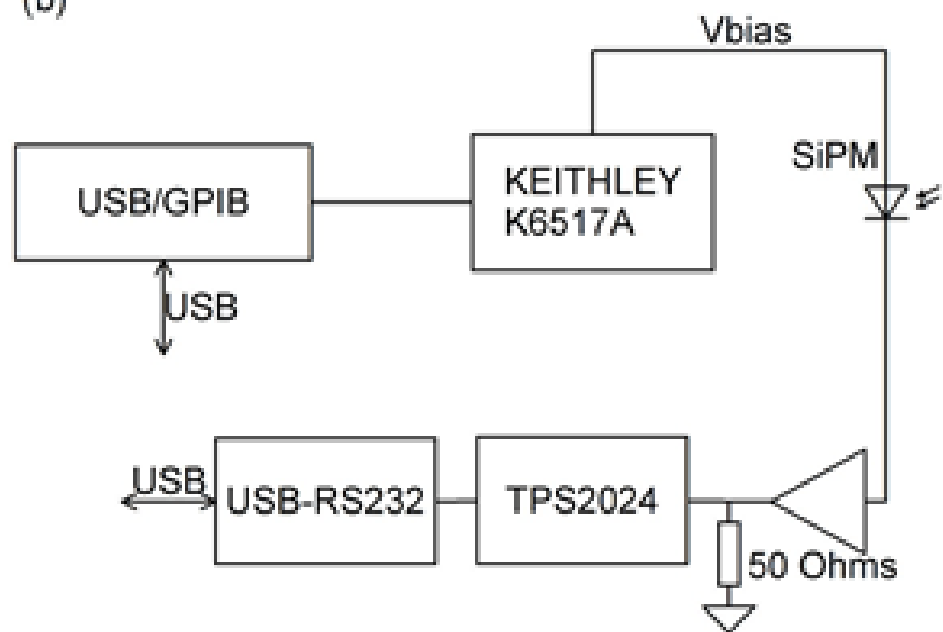 (b)
Vbias
SiPM
USB/GPIB
KEITHLEY
K6517A
USB
USB
USB-RS232
TPS2024
50 Ohms